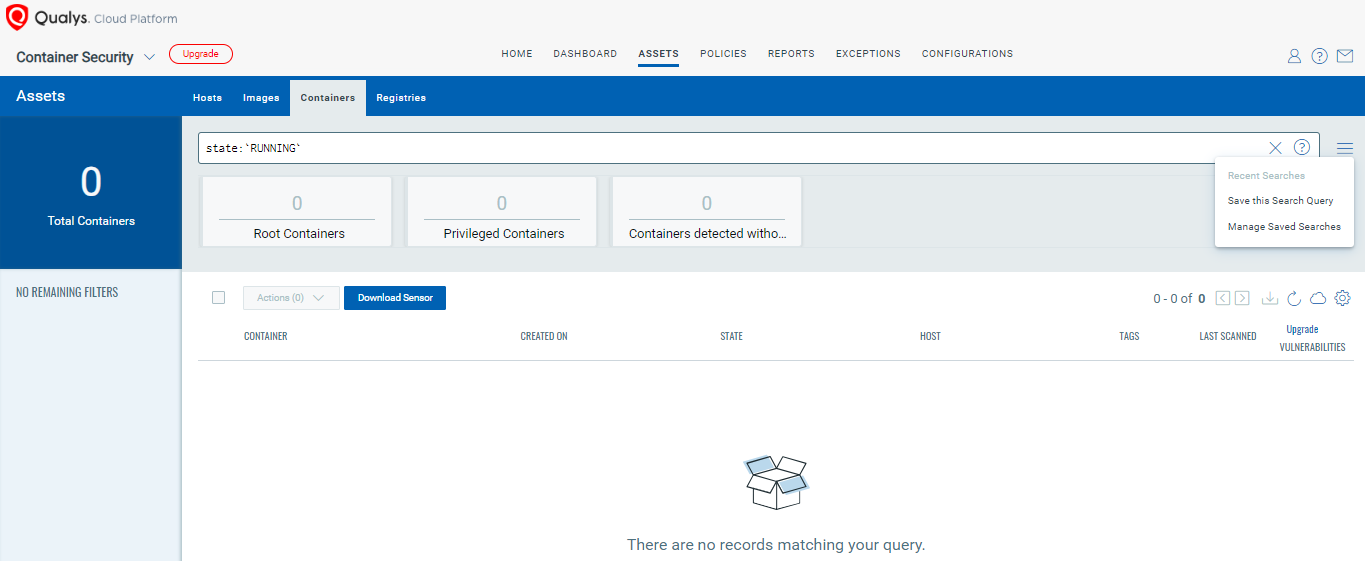 Qualys. Cloud Platform
Container Security
Upgrade
HOME DASHBOARD ASSETS POLICIES REPORTS EXCEPTIONS CONFIGURATIONS
Assets
Hosts Images Containers Registries
0
Total Containers
state:`RUNNING`
Recent Searches
Save this Search Query
Manage Saved Searches
0
Root Containers
0
Privileged Containers
0
Containers detected witho...
NO REMAINING FILTERS
Actions (0)
Download Sensor
0 - 0 of 0
CONTAINER CREATED ON STATE HOST TAGS LAST SCANNED Upgrade
VULNERABILITIES
There are no records matching your query.